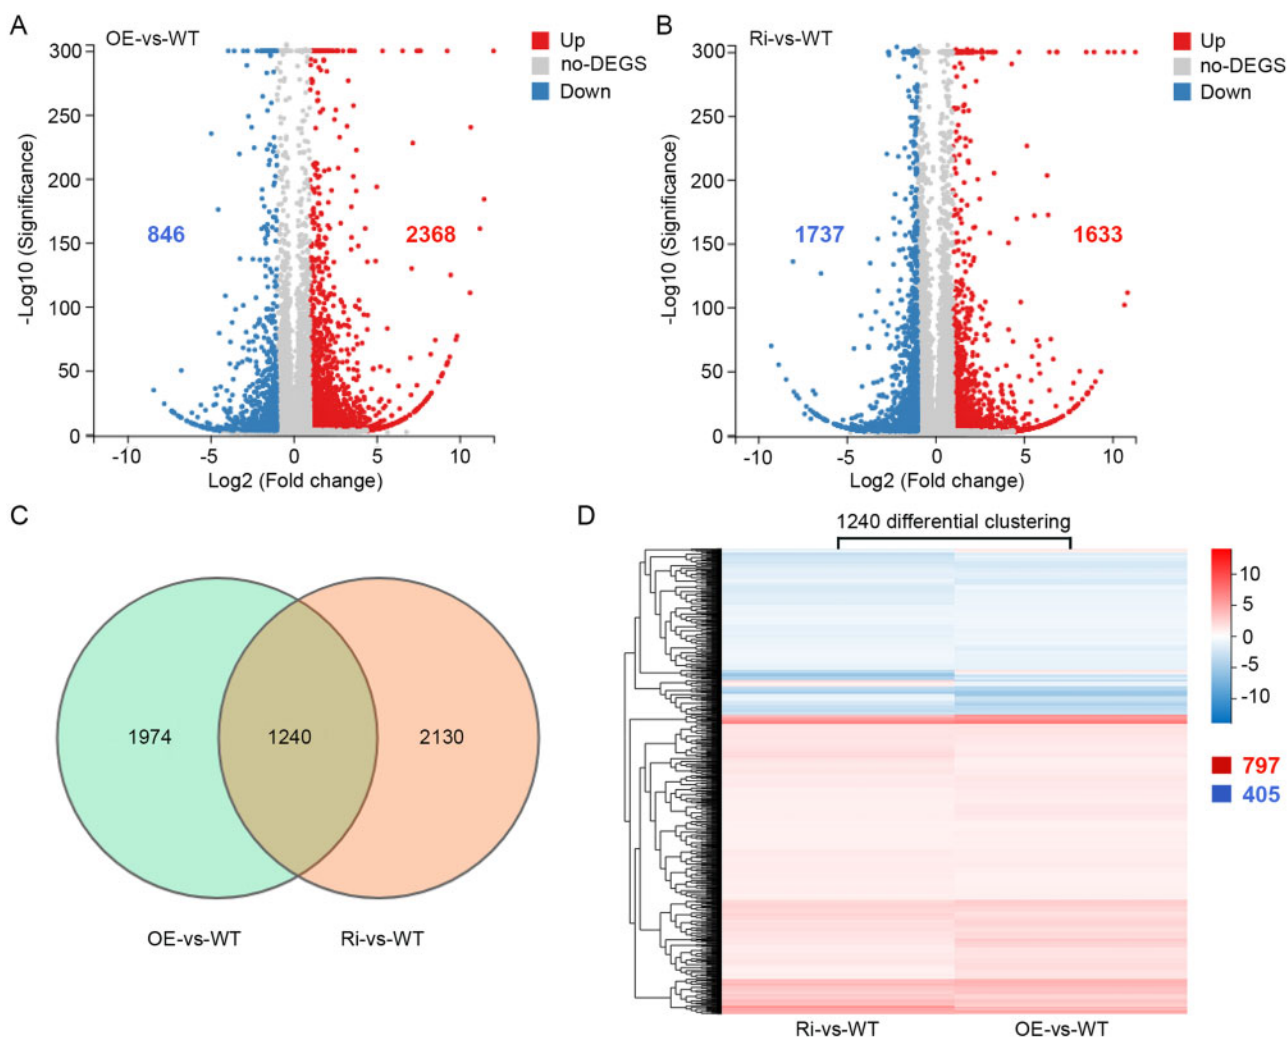 A
OE-vs-WT
Up
no-DEGS
Down
300
250
200
150
100
50
0
-Log10 (Significance)
846
2368
-10
-5
0
5
10
Log2 (Fold change)
B
Ri-vs-WT
Up
no-DEGS
Down
300
250
200
150
100
50
0
-Log10 (Significance)
1737
1633
-10
-5
0
5
10
Log2 (Fold change)
C
1974
1240
2130
OE-vs-WT
Ri-vs-WT
D
1240 differential clustering
10
5
0
-5
-10
797
405
Ri-vs-WT
OE-vs-WT